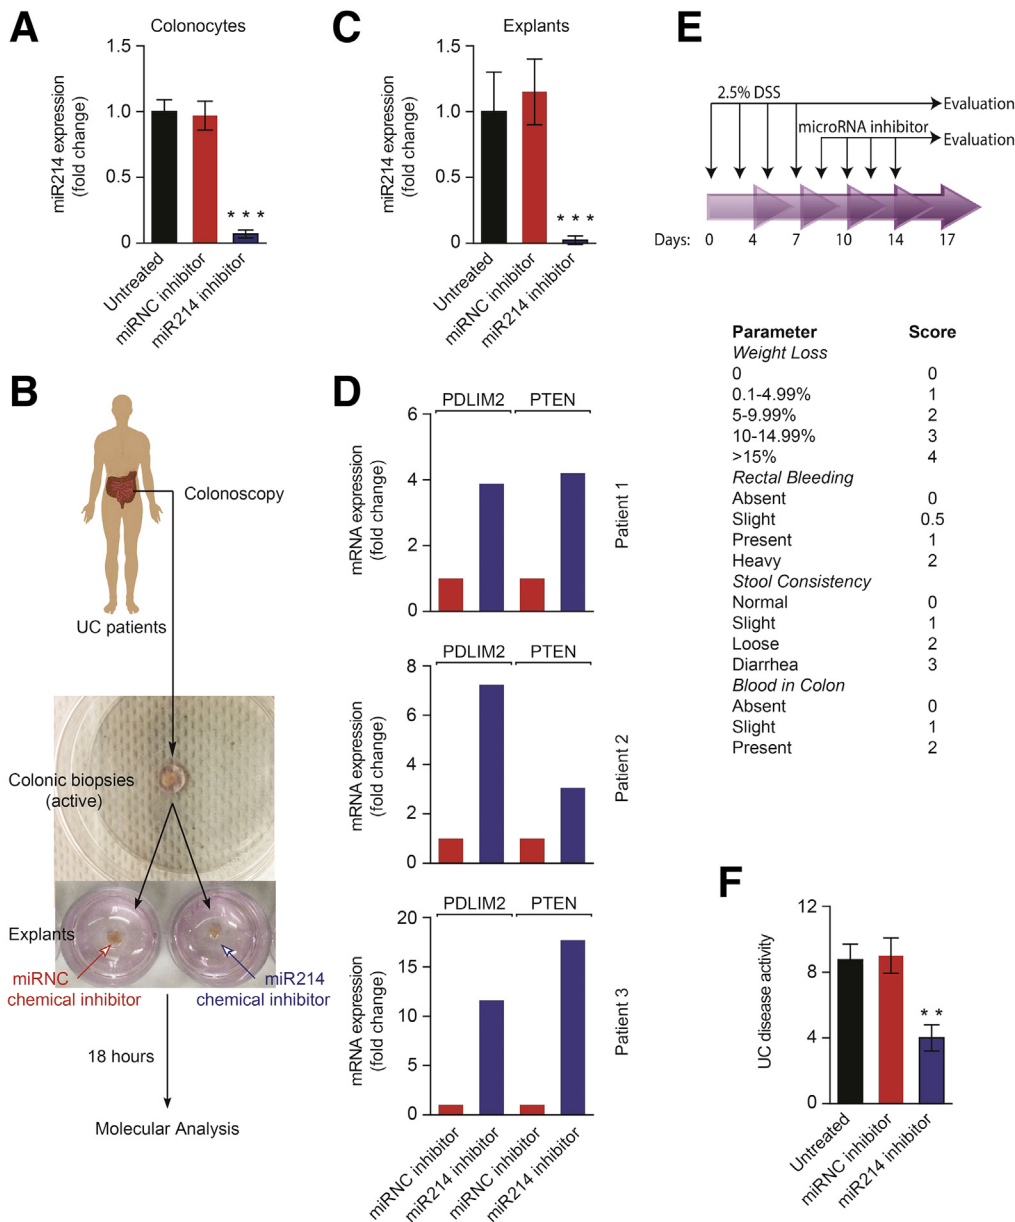 A
Colonocytes
miR214 expression
(fold change)
1.5
1.0
0.5
0
* * *
Untreated
miRNC inhibitor
miR214 inhibitor
C
Explants
miR214 expression
(fold change)
1.5
1.0
0.5
0
* * *
Untreated
miRNC inhibitor
miR214 inhibitor
E
2.5% DSS
Evaluation
microRNA inhibitor
Evaluation
Days: 0 4 7 10 14 17
Parameter Score
Weight Loss
0 0
0.1-4.99% 1
5-9.99% 2
10-14.99% 3
>15% 4
Rectal Bleeding
Absent 0
Slight 0.5
Present 1
Heavy 2
Stool Consistency
Normal 0
Slight 1
Loose 2
Diarrhea 3
Blood in Colon
Absent 0
Slight 1
Present 2
B
Colonoscopy
UC patients
Colonic biopsies
(active)
Explants
miRNC
chemical inhibitor
miR214
chemical inhibitor
18 hours
Molecular Analysis
D
PDLIM2 PTEN
mRNA expression
(fold change)
6
4
2
0
Patient 1
PDLIM2 PTEN
mRNA expression
(fold change)
8
6
4
2
0
Patient 2
PDLIM2 PTEN
mRNA expression
(fold change)
20
15
10
5
0
Patient 3
miRNC inhibitor
miR214 inhibitor
miRNC inhibitor
miR214 inhibitor
F
UC disease activity
12
8
4
0
* *
Untreated
miRNC inhibitor
miR214 inhibitor